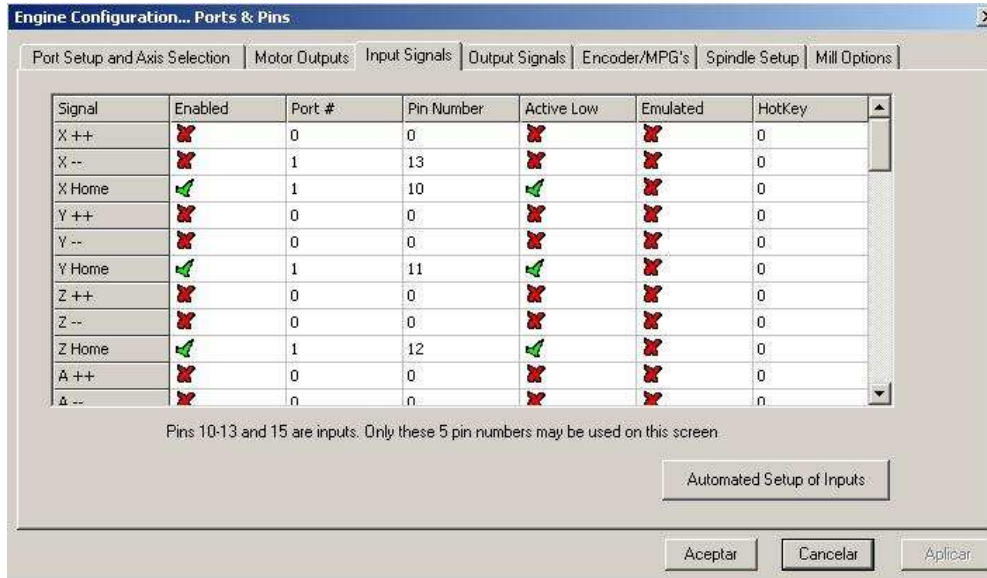 Engine Configuration... Ports & Pins
Port Setup and Axis Selection Motor Outputs Input Signals Output Signals Encoder/MPG's Spindle Setup Mill Options
Signal Enabled Port # Pin Number Active Low Emulated HotKey
X ++ 0 0 0
X -- 1 13 0
X Home 1 10 0
Y ++ 0 0 0
Y -- 0 0 0
Y Home 1 11 0
Z ++ 0 0 0
Z -- 0 0 0
Z Home 1 12 0
A ++ 0 0 0
A -- 0 0 0
Pins 10-13 and 15 are inputs. Only these 5 pin numbers may be used on this screen
Automated Setup of Inputs
Aceptar Cancelar Aplicar